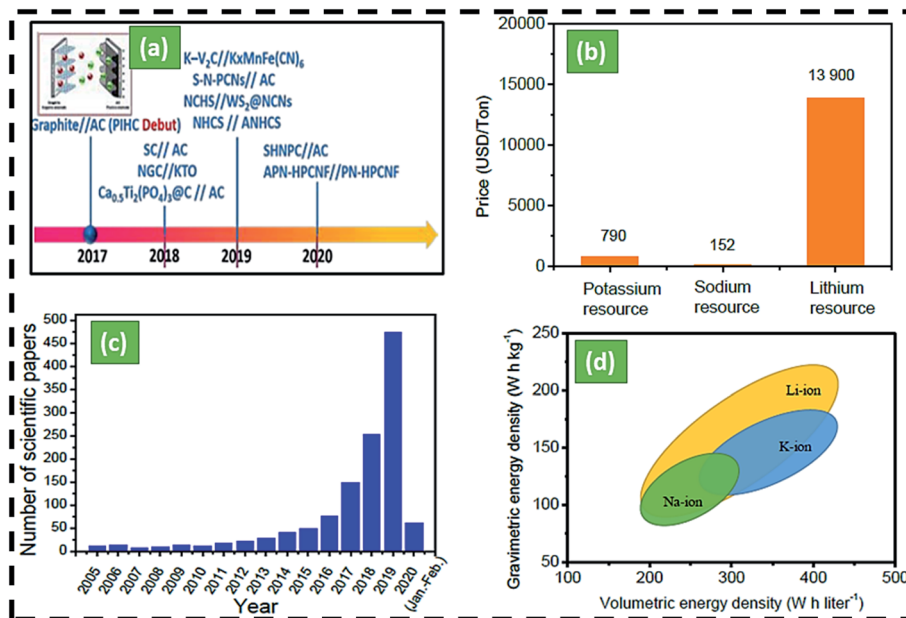 (a)
K–V₂C//KxMnFe(CN)₆
S-N-PCNs// AC
NCHS//WS₂@NCNs
NHCS // ANHCS
Graphite//AC (PIHC Debut)
SC// AC
NGC//KTO
Ca₀.₅Ti₂(PO₄)₃@C // AC
SHNPC//AC
APN-HPCNF//PN-HPCNF
2017 2018 2019 2020
(b)
Price (USD/Ton)
20000
15000
10000
5000
0
790
152
13 900
Potassium resource
Sodium resource
Lithium resource
(c)
Number of scientific papers
500
450
400
350
300
250
200
150
100
50
0
2005 2006 2007 2008 2009 2010 2011 2012 2013 2014 2015 2016 2017 2018 2019 2020
(Jan.-Feb.)
Year
(d)
Gravimetric energy density (W h kg⁻¹)
250
200
150
100
50
Li-ion
K-ion
Na-ion
100 200 300 400 500
Volumetric energy density (W h liter⁻¹)